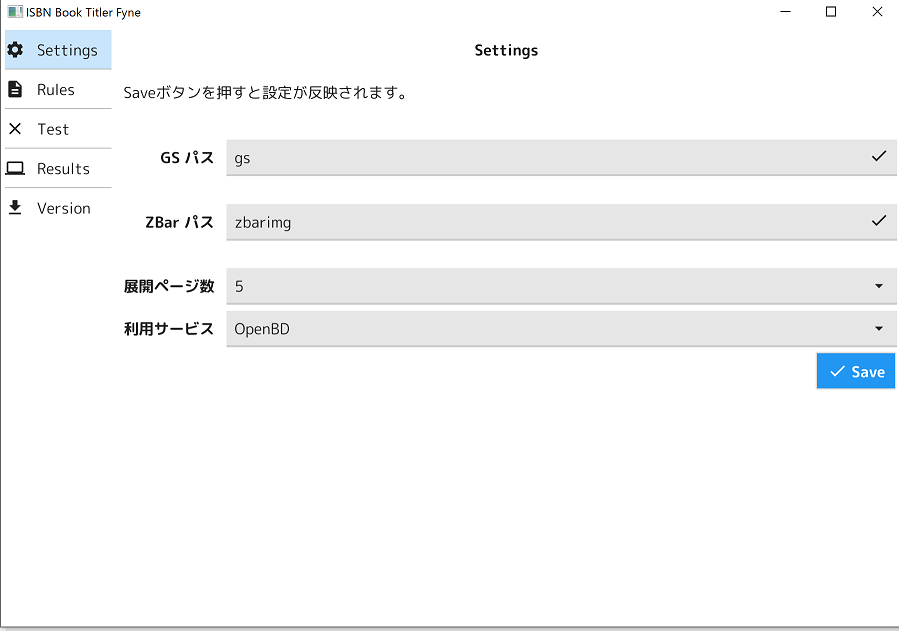 ISBN Book Titler Fyne
Settings
Rules
Test
Results
Version
Settings
Saveボタンを押すと設定が反映されます。
GS パス gs
ZBar パス zbarimg
展開ページ数 5
利用サービス OpenBD
Save